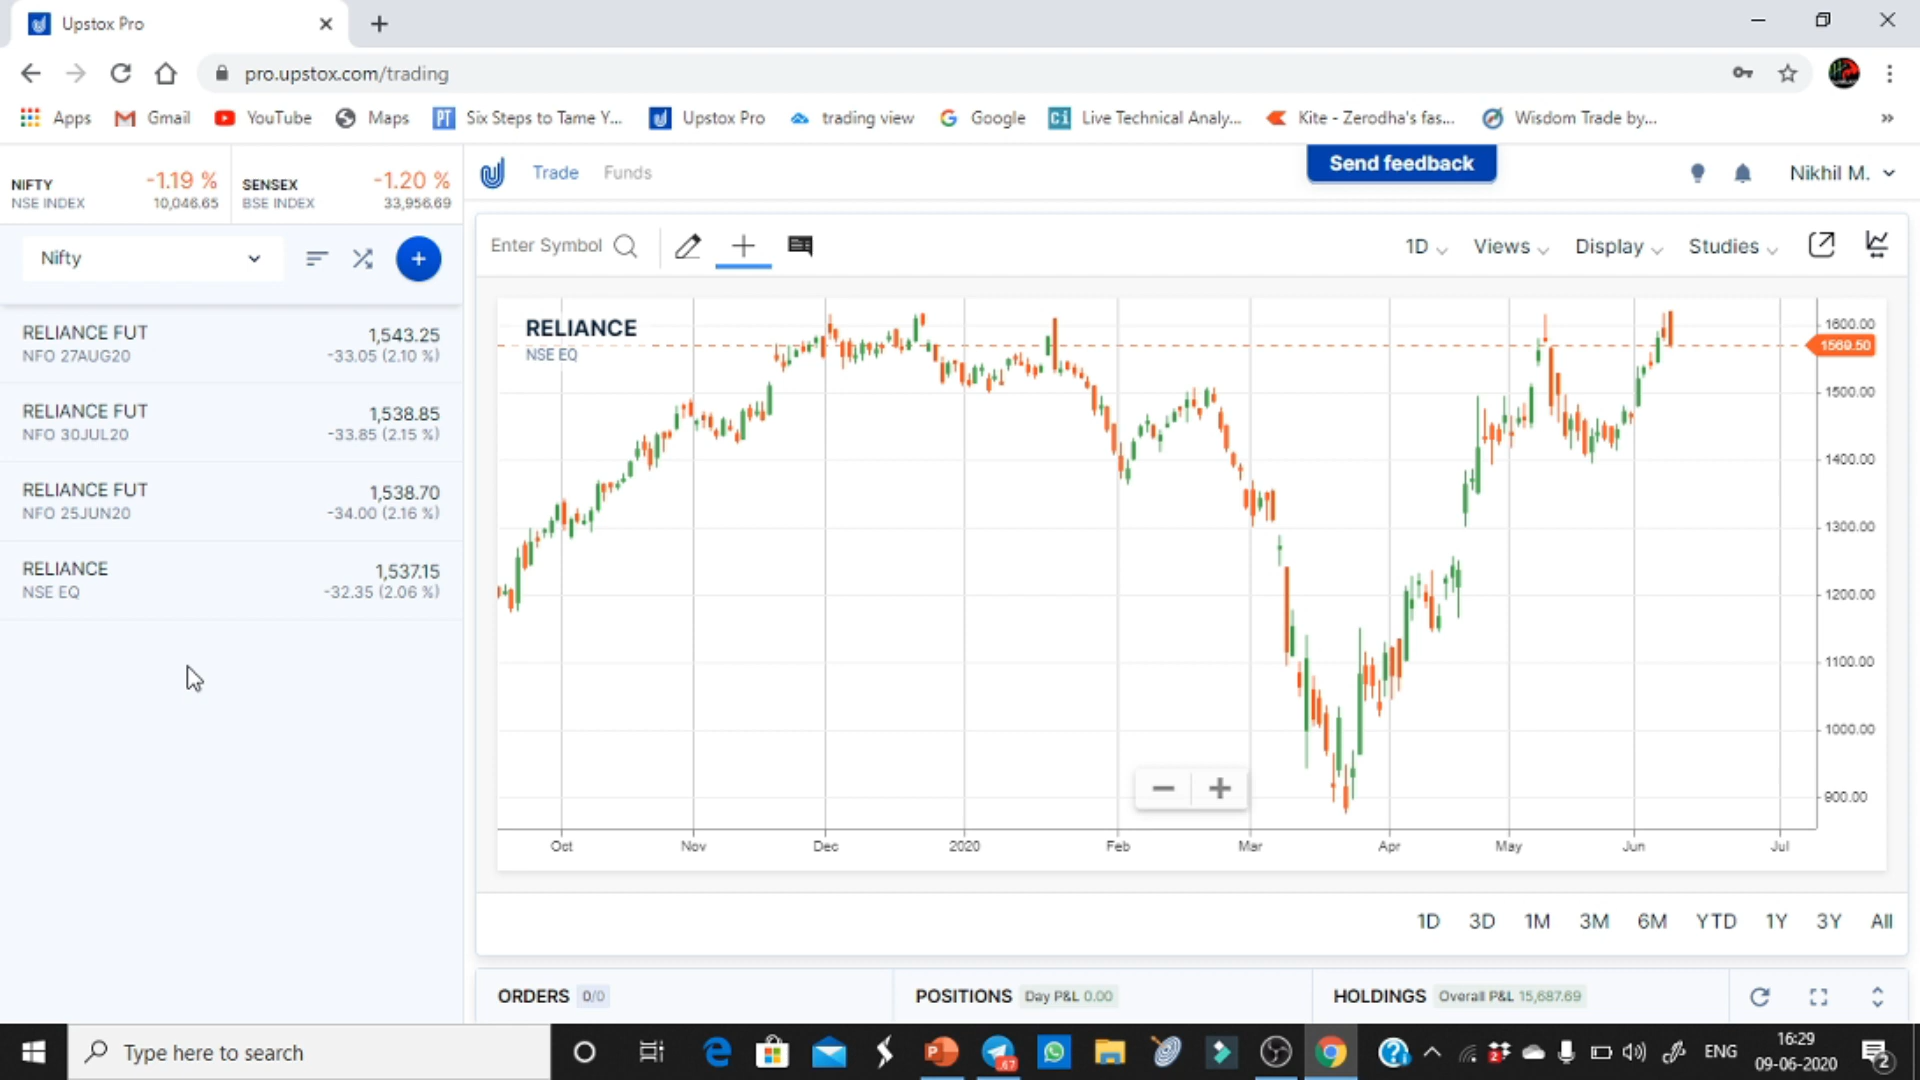 Upstox Pro
pro.upstox.com/trading
Apps Gmail YouTube Maps PT Six Steps to Tame Y... Upstox Pro trading view Google Ci Live Technical Analy... Kite - Zerodha's fas... Wisdom Trade by... »
NIFTY -1.19 % SENSEX -1.20 %
NSE INDEX 10,046.65 BSE INDEX 33,956.69
Trade Funds Send feedback Nikhil M.
Nifty
Enter Symbol 1D Views Display Studies
RELIANCE FUT 1,543.25
NFO 27AUG20 -33.05 (2.10 %)
RELIANCE FUT 1,538.85
NFO 30JUL20 -33.85 (2.15 %)
RELIANCE FUT 1,538.70
NFO 25JUN20 -34.00 (2.16 %)
RELIANCE 1,537.15
NSE EQ -32.35 (2.06 %)
RELIANCE
NSE EQ
1600.00
1569.50
1500.00
1400.00
1300.00
1200.00
1100.00
1000.00
900.00
Oct Nov Dec 2020 Feb Mar Apr May Jun Jul
1D 3D 1M 3M 6M YTD 1Y 3Y All
ORDERS 0/0 POSITIONS Day P&L 0.00 HOLDINGS Overall P&L 15,687.69
Type here to search
67
ENG
16:29
09-06-2020
2